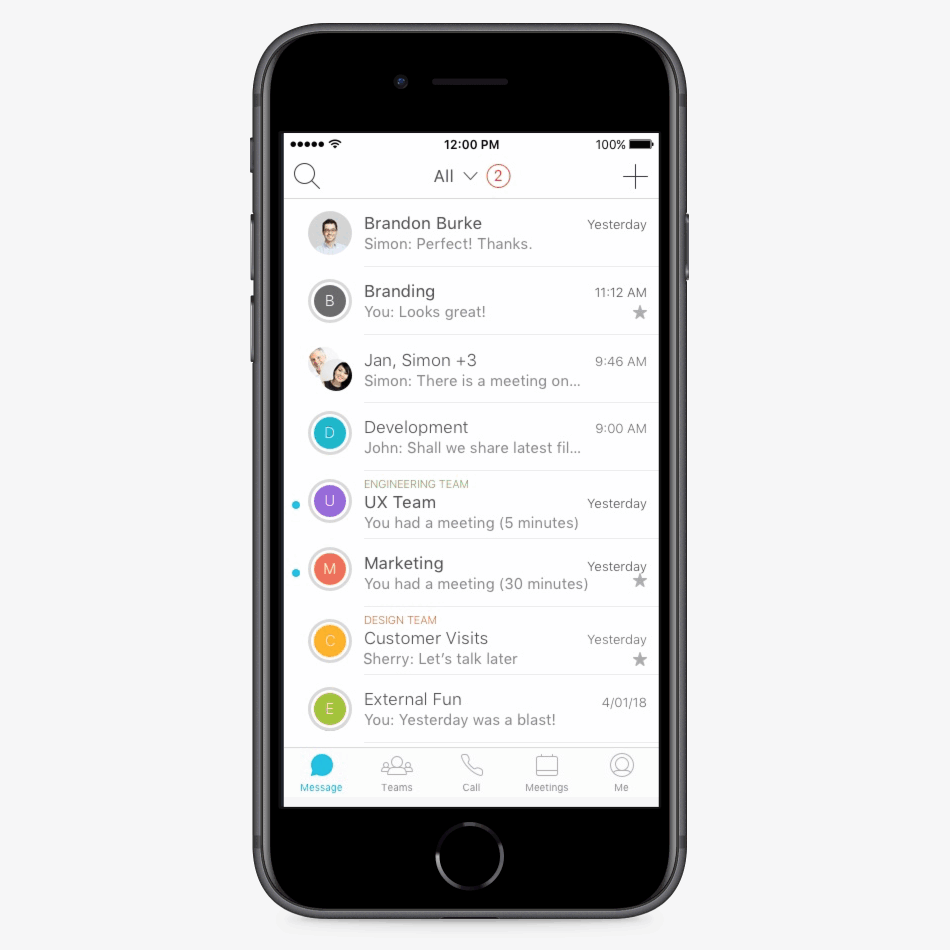 12:00 PM
100%
All
2
Brandon Burke
Yesterday
Simon: Perfect! Thanks.
B
Branding
11:12 AM
You: Looks great!
Jan, Simon +3
9:46 AM
Simon: There is a meeting on...
D
Development
9:00 AM
John: Shall we share latest fil...
ENGINEERING TEAM
U
UX Team
Yesterday
You had a meeting (5 minutes)
M
Marketing
Yesterday
You had a meeting (30 minutes)
DESIGN TEAM
C
Customer Visits
Yesterday
Sherry: Let’s talk later
E
External Fun
4/01/18
You: Yesterday was a blast!
Message
Teams
Call
Meetings
Me